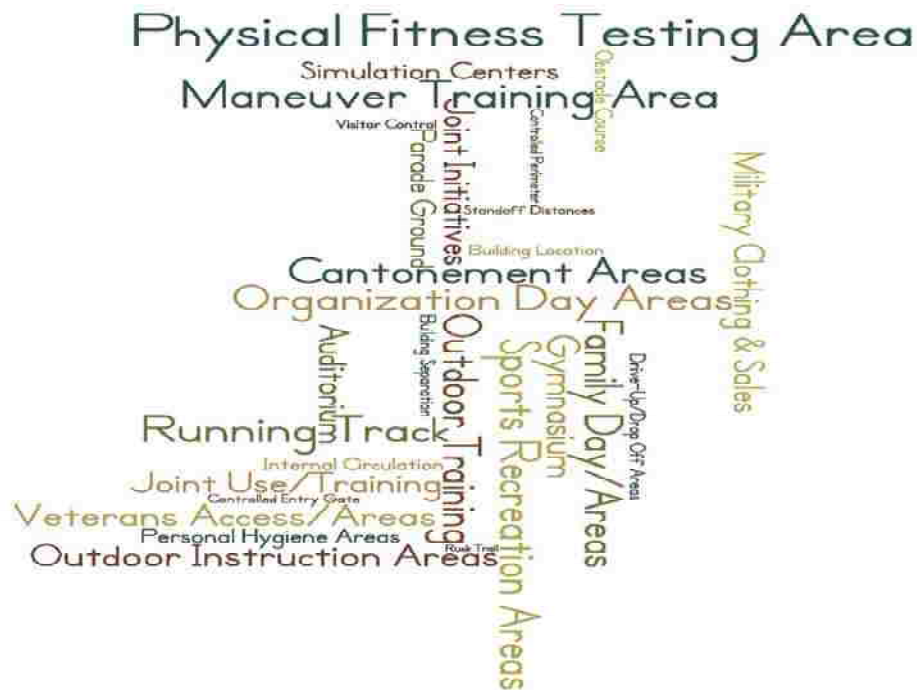 Physical Fitness Testing Area
Simulation Centers
Obstacle Course
Maneuver Training Area
Joint Initiatives
Visitor Control
Controlled Perimeter
Parade Ground
Military Clothing & Sales
Standoff Distances
Building Location
Cantonement Areas
Organization Day Areas
Outdoor Training
Bulding Separation
Auditorium
Family Day/Areas
Gymnasium
Sports Recreation Areas
Drive-Up/Drop Off Areas
Running Track
Internal Circulation
Joint Use/Training
Controlled Entry Gate
Veterans Access/Areas
Personal Hygiene Areas
Outdoor Instruction Areas